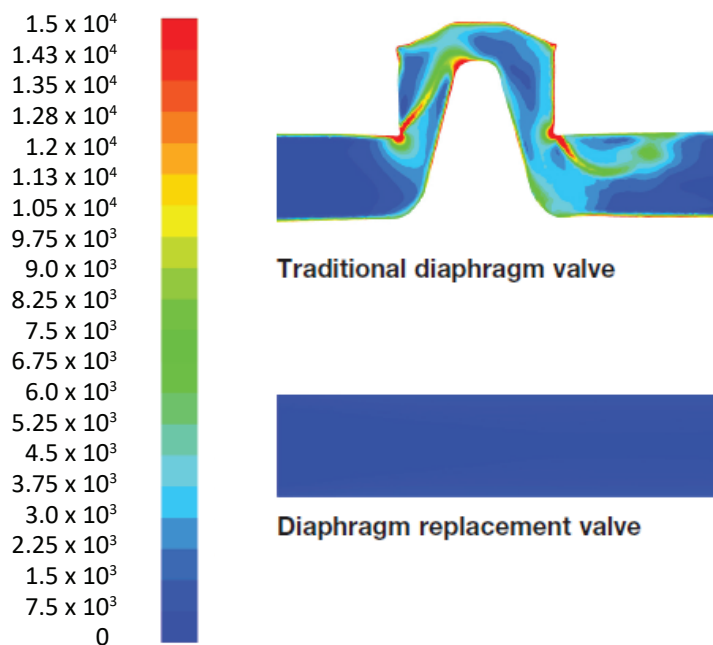 1.5 x 10⁴
1.43 x 10⁴
1.35 x 10⁴
1.28 x 10⁴
1.2 x 10⁴
1.13 x 10⁴
1.05 x 10⁴
9.75 x 10³
9.0 x 10³
8.25 x 10³
7.5 x 10³
6.75 x 10³
6.0 x 10³
5.25 x 10³
4.5 x 10³
3.75 x 10³
3.0 x 10³
2.25 x 10³
1.5 x 10³
7.5 x 10³
0
Traditional diaphragm valve
Diaphragm replacement valve